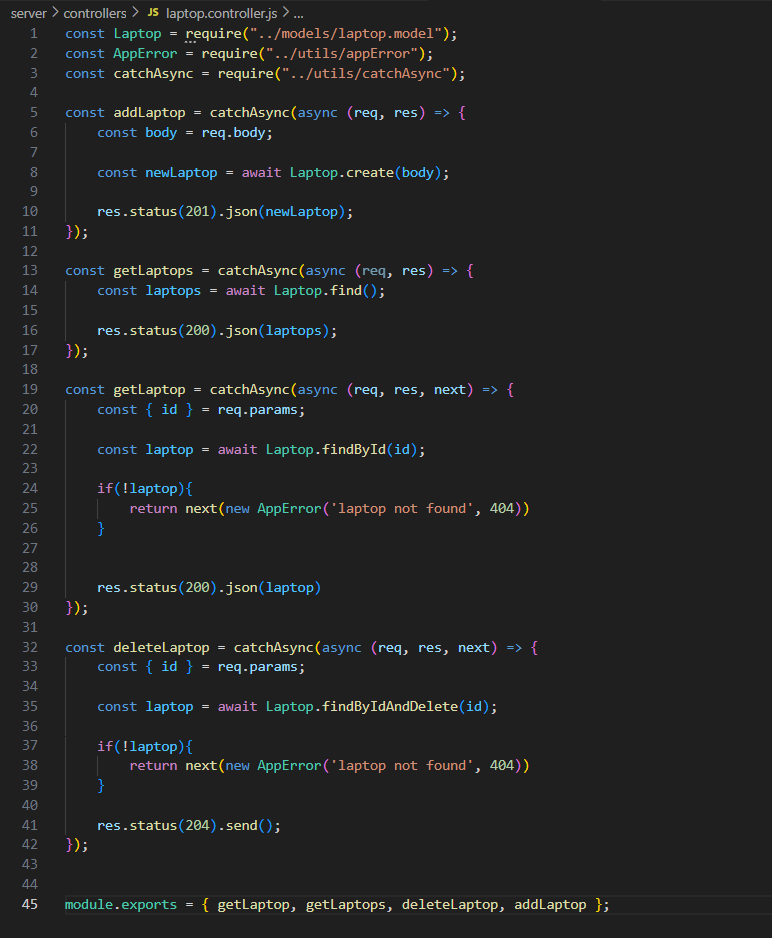 server > controllers > JS laptop.controller.js > ...
1 const Laptop = require("../models/laptop.model");
2 const AppError = require("../utils/appError");
3 const catchAsync = require("../utils/catchAsync");
4
5 const addLaptop = catchAsync(async (req, res) => {
6     const body = req.body;
7
8     const newLaptop = await Laptop.create(body);
9
10     res.status(201).json(newLaptop);
11 });
12
13 const getLaptops = catchAsync(async (req, res) => {
14     const laptops = await Laptop.find();
15
16     res.status(200).json(laptops);
17 });
18
19 const getLaptop = catchAsync(async (req, res, next) => {
20     const { id } = req.params;
21
22     const laptop = await Laptop.findById(id);
23
24     if(!laptop){
25         return next(new AppError('laptop not found', 404))
26     }
27
28
29     res.status(200).json(laptop)
30 });
31
32 const deleteLaptop = catchAsync(async (req, res, next) => {
33     const { id } = req.params;
34
35     const laptop = await Laptop.findByIdAndDelete(id);
36
37     if(!laptop){
38         return next(new AppError('laptop not found', 404))
39     }
40
41     res.status(204).send();
42 });
43
44
45 module.exports = { getLaptop, getLaptops, deleteLaptop, addLaptop };